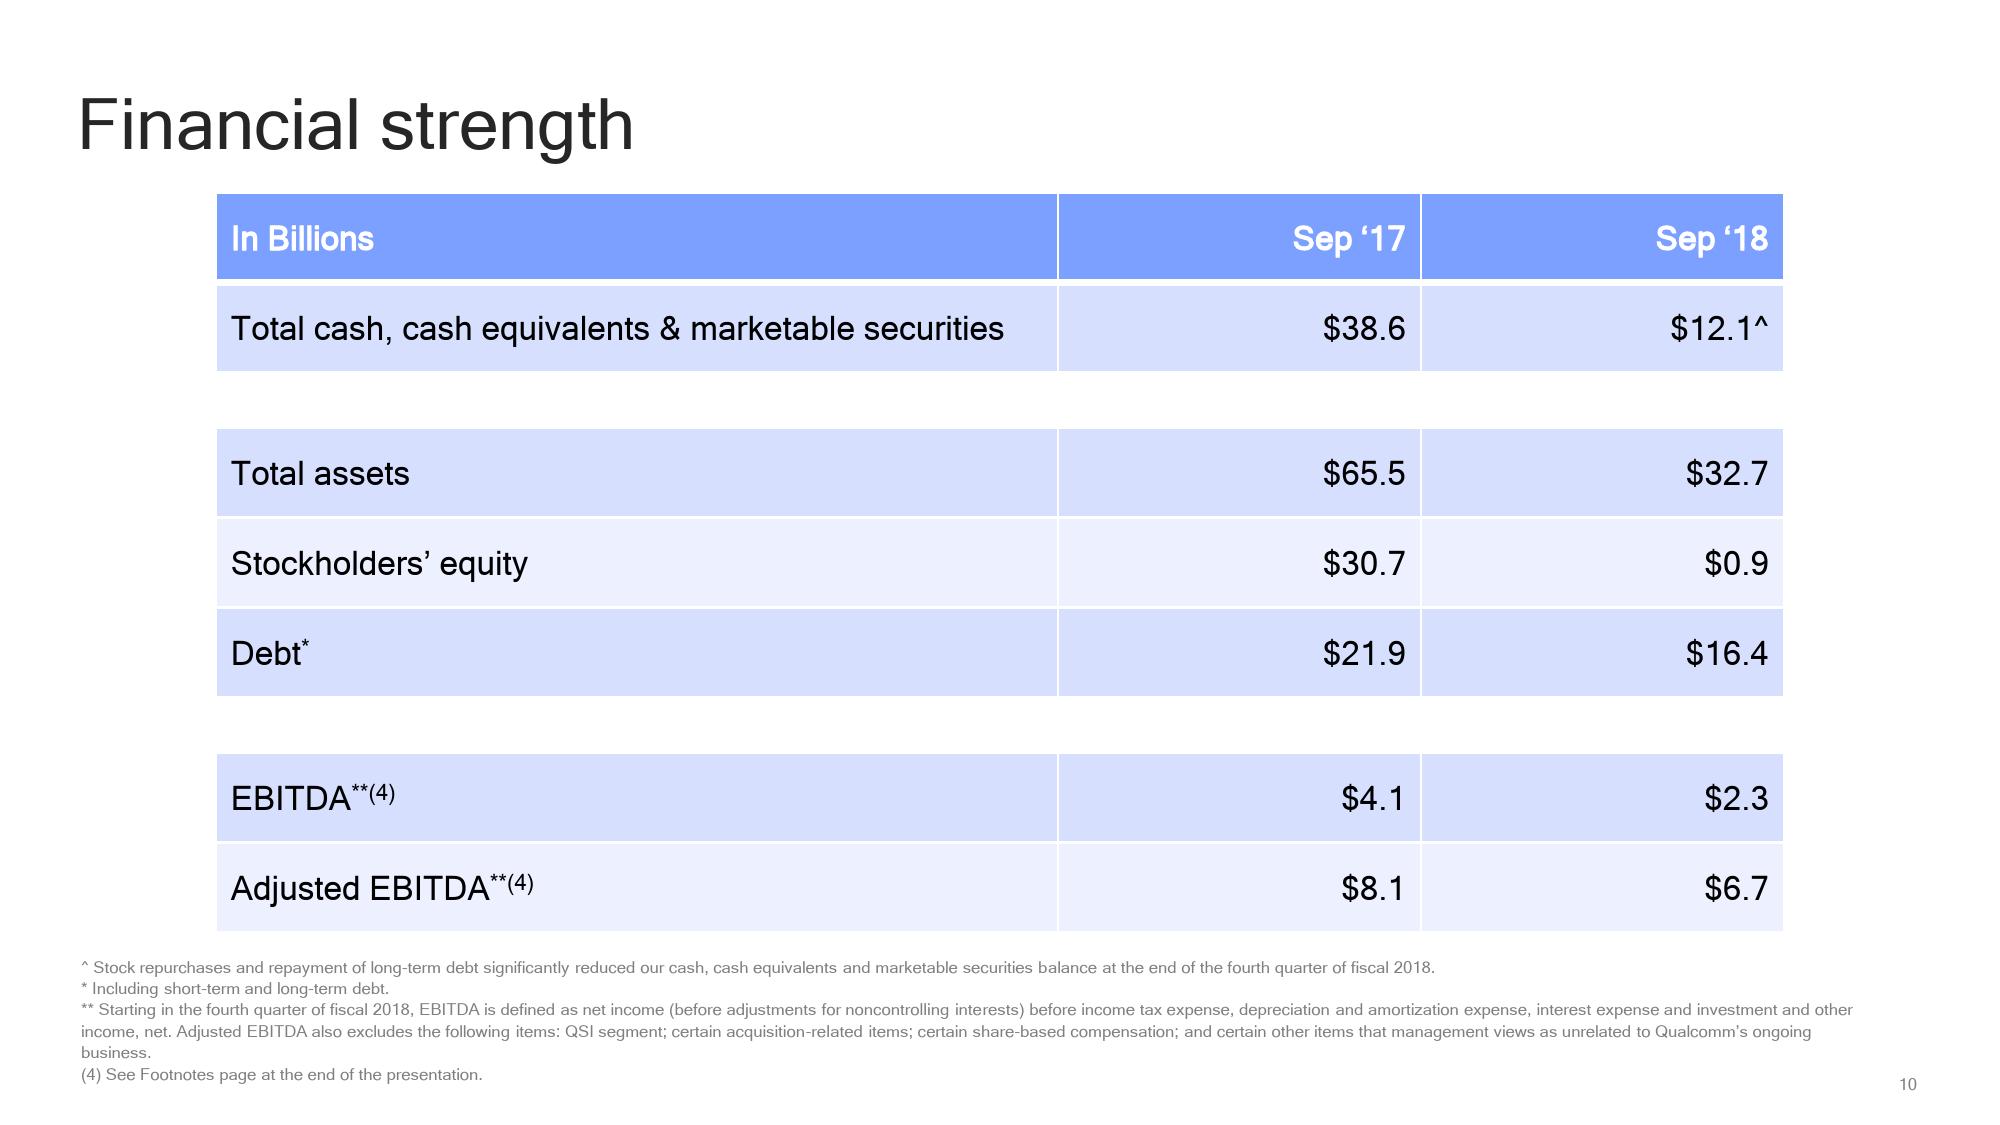 Financial strength
In Billions Sep ‘17 Sep ‘18
Total cash, cash equivalents & marketable securities $38.6 $12.1^
Total assets $65.5 $32.7
Stockholders’ equity $30.7 $0.9
Debt* $21.9 $16.4
EBITDA**(4) $4.1 $2.3
Adjusted EBITDA**(4) $8.1 $6.7
^ Stock repurchases and repayment of long-term debt significantly reduced our cash, cash equivalents and marketable securities balance at the end of the fourth quarter of fiscal 2018.
* Including short-term and long-term debt.
** Starting in the fourth quarter of fiscal 2018, EBITDA is defined as net income (before adjustments for noncontrolling interests) before income tax expense, depreciation and amortization expense, interest expense and investment and other
income, net. Adjusted EBITDA also excludes the following items: QSI segment; certain acquisition-related items; certain share-based compensation; and certain other items that management views as unrelated to Qualcomm’s ongoing
business.
(4) See Footnotes page at the end of the presentation.
10